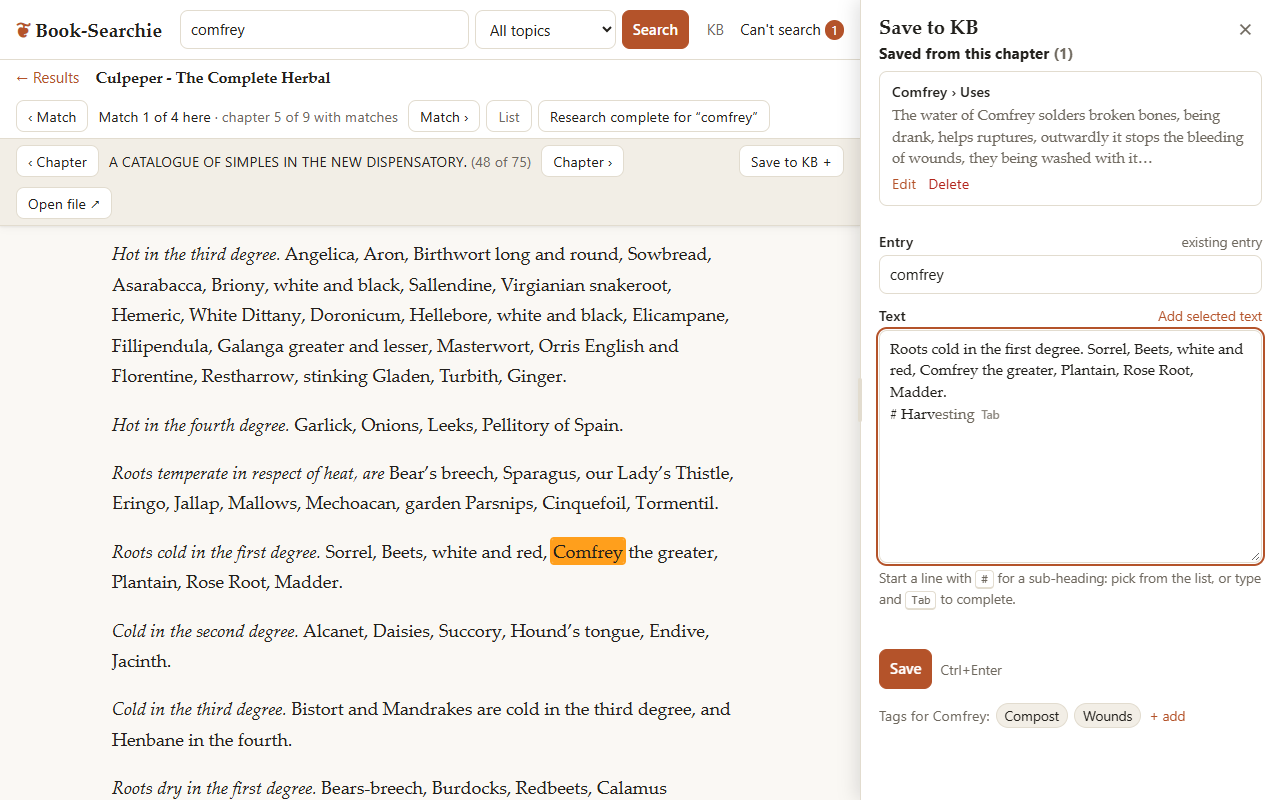 Book-Searchie
comfrey
All topics
Search
KB
Can't search 1
← Results
Culpeper - The Complete Herbal
‹ Match
Match 1 of 4 here · chapter 5 of 9 with matches
Match ›
List
Research complete for “comfrey”
‹ Chapter
A CATALOGUE OF SIMPLES IN THE NEW DISPENSATORY. (48 of 75)
Chapter ›
Save to KB +
Open file ↗
Hot in the third degree. Angelica, Aron, Birthwort long and round, Sowbread,
Asarabacca, Briony, white and black, Sallendine, Virgianian snakeroot,
Hemeric, White Dittany, Doronicum, Hellebore, white and black, Elicampane,
Fillipendula, Galanga greater and lesser, Masterwort, Orris English and
Florentine, Restharrow, stinking Gladen, Turbith, Ginger.
Hot in the fourth degree. Garlick, Onions, Leeks, Pellitory of Spain.
Roots temperate in respect of heat, are Bear’s breech, Sparagus, our Lady’s Thistle,
Eringo, Jallap, Mallows, Mechoacan, garden Parsnips, Cinquefoil, Tormentil.
Roots cold in the first degree. Sorrel, Beets, white and red, Comfrey the greater,
Plantain, Rose Root, Madder.
Cold in the second degree. Alcanet, Daisies, Succory, Hound’s tongue, Endive,
Jacinth.
Cold in the third degree. Bistort and Mandrakes are cold in the third degree, and
Henbane in the fourth.
Roots dry in the first degree. Bears-breech, Burdocks, Redbeets, Calamus
Save to KB
×
Saved from this chapter (1)
Comfrey › Uses
The water of Comfrey solders broken bones, being
drank, helps ruptures, outwardly it stops the bleeding
of wounds, they being washed with it…
Edit Delete
Entry
existing entry
comfrey
Text
Add selected text
Roots cold in the first degree. Sorrel, Beets, white and
red, Comfrey the greater, Plantain, Rose Root,
Madder.
# Harvesting Tab
Start a line with # for a sub-heading: pick from the list, or type
and Tab to complete.
Save
Ctrl+Enter
Tags for Comfrey: Compost Wounds + add